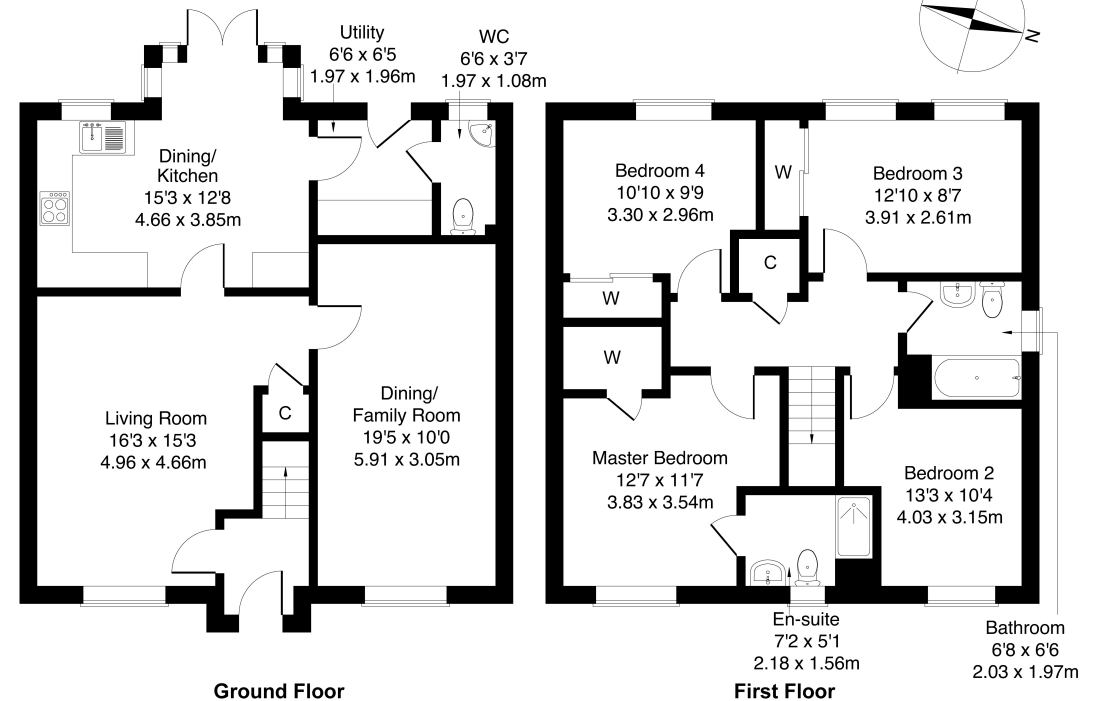 Utility
6'6 x 6'5
1.97 x 1.96m
WC
6'6 x 3'7
1.97 x 1.08m
N
Dining/
Kitchen
15'3 x 12'8
4.66 x 3.85m
Living Room
16'3 x 15'3
4.96 x 4.66m
C
Dining/
Family Room
19'5 x 10'0
5.91 x 3.05m
Ground Floor
Bedroom 4
10'10 x 9'9
3.30 x 2.96m
W
Bedroom 3
12'10 x 8'7
3.91 x 2.61m
C
W
W
Master Bedroom
12'7 x 11'7
3.83 x 3.54m
Bedroom 2
13'3 x 10'4
4.03 x 3.15m
En-suite
7'2 x 5'1
2.18 x 1.56m
Bathroom
6'8 x 6'6
2.03 x 1.97m
First Floor